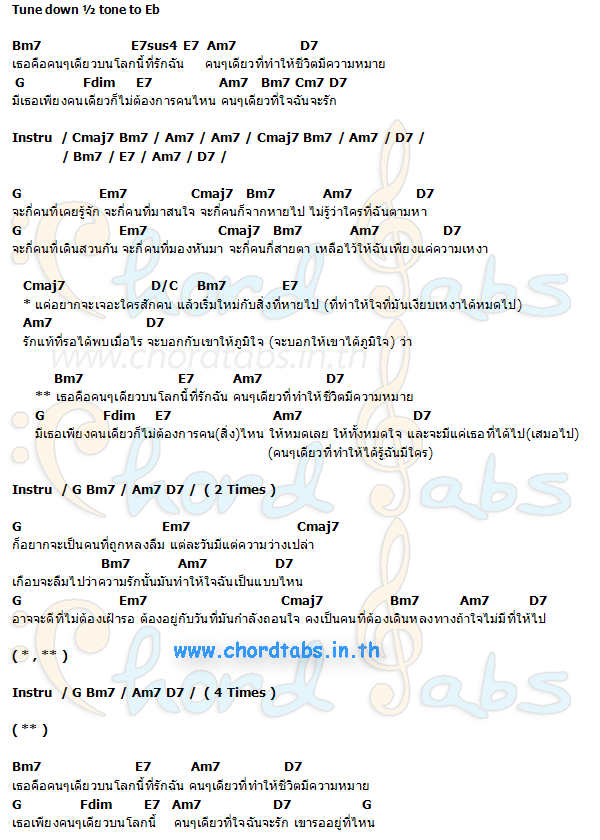 Tune down ½ tone to Eb
Bm7 E7sus4 E7 Am7 D7
เธอคือคนๆเดียวบนโลกนี้ที่รักฉัน คนๆเดียวที่ทำให้ชีวิตมีความหมาย
G Fdim E7 Am7 Bm7 Cm7 D7
มีเธอเพียงคนเดียวก็ไม่ต้องการคนไหน คนๆเดียวที่ใจฉันจะรัก
Instru / Cmaj7 Bm7 / Am7 / Am7 / Cmaj7 Bm7 / Am7 / D7 /
/ Bm7 / E7 / Am7 / D7 /
G Em7 Cmaj7 Bm7 Am7 D7
จะกี่คนที่เคยรู้จัก จะกี่คนที่มาสนใจ จะกี่คนก็จากหายไป ไม่รู้ว่าใครที่ฉันตามหา
G Em7 Cmaj7 Bm7 Am7 D7
จะกี่คนที่เดินสวนกัน จะกี่คนที่มองหันมา จะกี่คนกี่สายตา เหลือไว้ให้ฉันเพียงแค่ความเหงา
Cmaj7 D/C Bm7 E7
* แค่อยากจะเจอะใครสักคน แล้วเริ่มใหม่กับสิ่งที่หายไป (ที่ทำให้ใจที่มันเงียบเหงาได้หมดไป)
Am7 D7
รักแท้ที่รอได้พบเมื่อไร จะบอกกับเขาให้ภูมิใจ (จะบอกให้เขาได้ภูมิใจ) ว่า
www.chordtabs.in.th
Bm7 E7 Am7 D7
** เธอคือคนๆเดียวบนโลกนี้ที่รักฉัน คนๆเดียวที่ทำให้ชีวิตมีความหมาย
G Fdim E7 Am7 D7
มีเธอเพียงคนเดียวก็ไม่ต้องการคน(สิ่ง)ไหน ให้หมดเลย ให้ทั้งหมดใจ และจะมีแค่เธอที่ได้ไป(เสมอไป)
(คนๆเดียวที่ทำให้ได้รู้ฉันมีใคร)
Instru / G Bm7 / Am7 D7 / ( 2 Times )
G Em7 Cmaj7
ก็อยากจะเป็นคนที่ถูกหลงลืม แต่ละวันมีแต่ความว่างเปล่า
Bm7 Am7 D7
เกือบจะลืมไปว่าความรักนั้นมันทำให้ใจฉันเป็นแบบไหน
G Em7 Cmaj7 Bm7 Am7 D7
อาจจะดีที่ไม่ต้องเฝ้ารอ ต้องอยู่กับวันที่มันกำลังถอนใจ คงเป็นคนที่ต้องเดินหลงทางถ้าใจไม่มีที่ให้ไป
( * , ** )
www.chordtabs.in.th
Instru / G Bm7 / Am7 D7 / ( 4 Times )
( ** )
Bm7 E7 Am7 D7
เธอคือคนๆเดียวบนโลกนี้ที่รักฉัน คนๆเดียวที่ทำให้ชีวิตมีความหมาย
G Fdim E7 Am7 D7 G
เธอเพียงคนๆเดียวบนโลกนี้ คนๆเดียวที่ใจฉันจะรัก เขารออยู่ที่ไหน